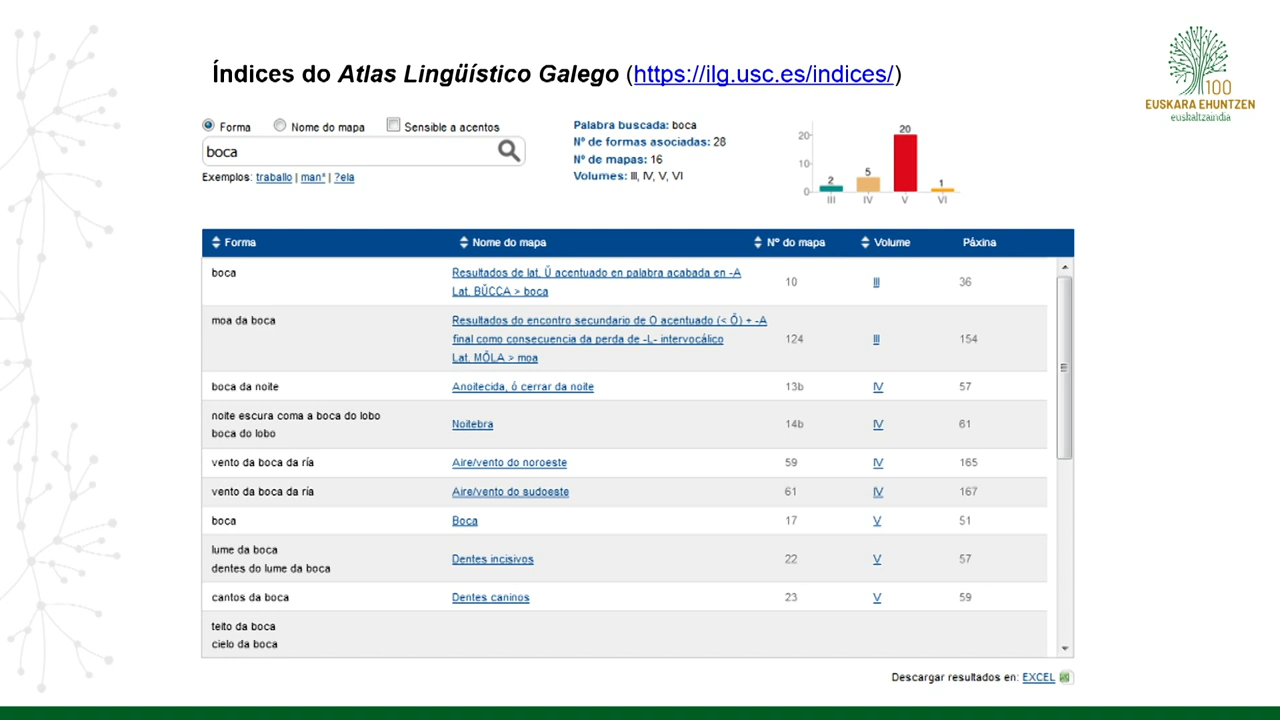 Índices do Atlas Lingüístico Galego (https://ilg.usc.es/indices/)
100
EUSKARA EHUNTZEN
euskaltzaindia
Forma Nome do mapa Sensible a acentos
boca
Exemplos: traballo | man* | ?ela
Palabra buscada: boca
Nº de formas asociadas: 28
Nº de mapas: 16
Volumes: III, IV, V, VI
20
10
0
2 5 20 1
III IV V VI
Forma Nome do mapa Nº do mapa Volume Páxina
boca Resultados de lat. Ŭ acentuado en palabra acabada en -A
Lat. BŬCCA > boca 10 III 36
moa da boca Resultados do encontro secundario de O acentuado (< Ŏ) + -A
final como consecuencia da perda de -L- intervocálico 124 III 154
Lat. MŎLA > moa
boca da noite Anoitecida, ó cerrar da noite 13b IV 57
noite escura coma a boca do lobo
boca do lobo Noitebra 14b IV 61
vento da boca da ría Aire/vento do noroeste 59 IV 165
vento da boca da ría Aire/vento do sudoeste 61 IV 167
boca Boca 17 V 51
lume da boca
dentes do lume da boca Dentes incisivos 22 V 57
cantos da boca Dentes caninos 23 V 59
teito da boca
cielo da boca
Descargar resultados en: EXCEL